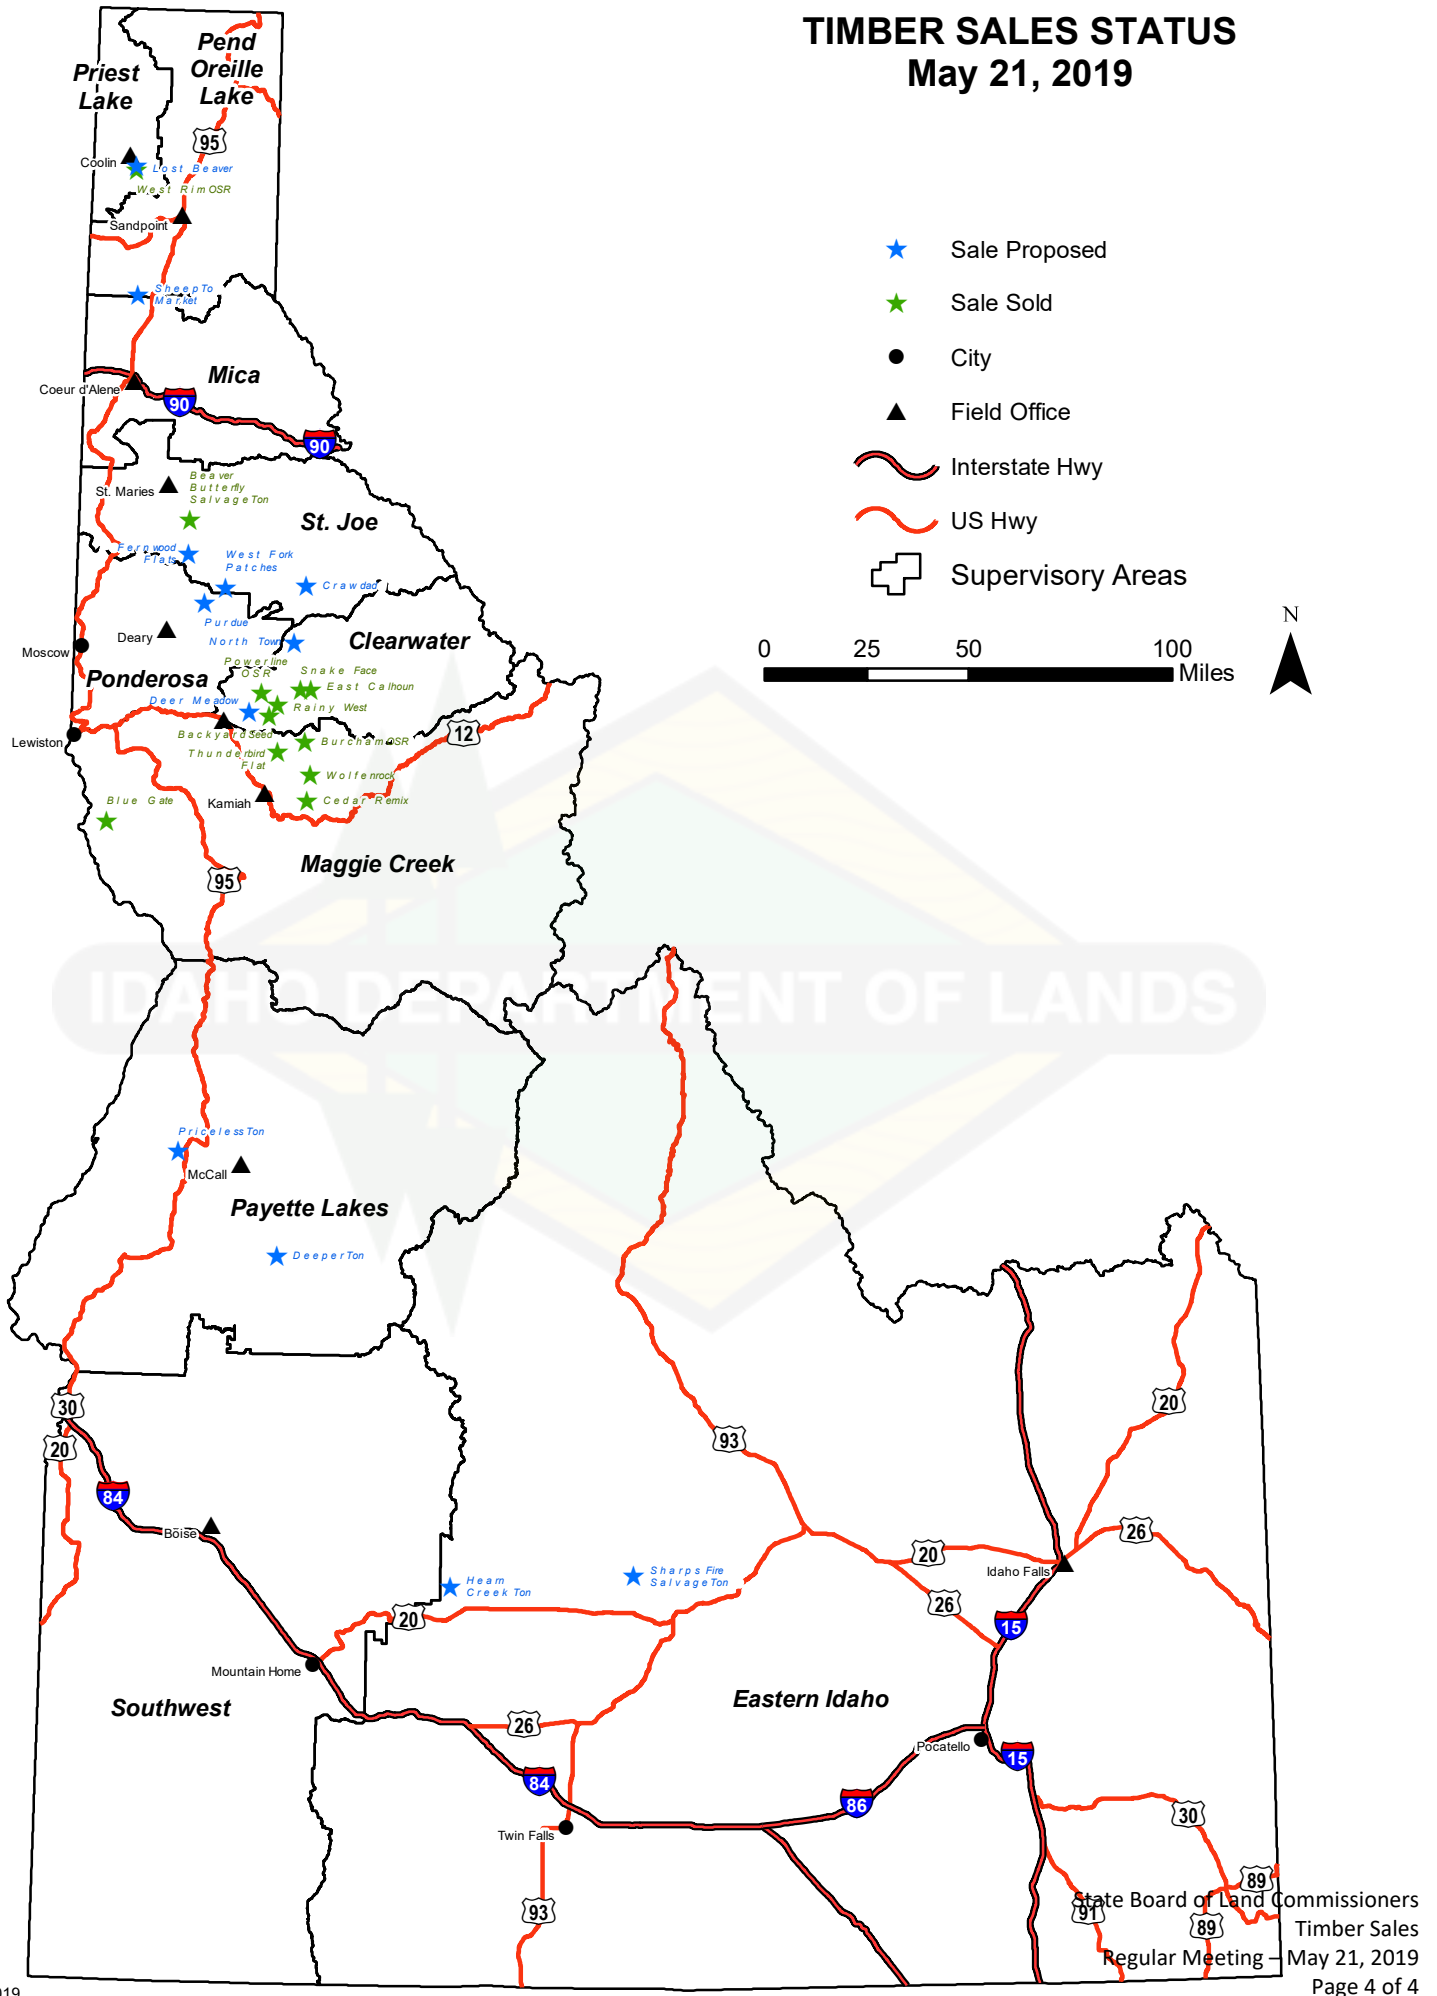 TIMBER SALES STATUS
May 21, 2019
Pend
Oreille
Lake
Priest
Lake
95
Coolin
Lost Beaver
West Rim OSR
Sandpoint
Sale Proposed
Sale Sold
City
Field Office
Interstate Hwy
US Hwy
Supervisory Areas
Sheep To
Market
Mica
Coeur d'Alene
90
90
St. Maries
Beaver
Butterfly
Salvage Ton
St. Joe
Fernwood
Flats
West Fork
Patches
Crawdad
Purdue
Deary
North Town
Clearwater
Moscow
Ponderosa
Powerline
OSR
Snake Face
East Calhoun
Deer Meadow
Rainy West
Lewiston
Backyard Seed
Burcham OSR
12
Thunderbird
Flat
Wolfenrock
Blue Gate
Kamiah
Cedar Remix
Maggie Creek
95
N
0 25 50 100
Miles
IDAHO DEPARTMENT OF LANDS
Priceless Ton
McCall
Payette Lakes
Deeper Ton
30
20
84
Boise
93
20
26
20
Idaho Falls
26
15
Hearn
Creek Ton
Sharps Fire
Salvage Ton
20
Mountain Home
Southwest
Eastern Idaho
26
Pocatello
15
84
86
30
Twin Falls
93
89
91
89
State Board of Land Commissioners
Timber Sales
Regular Meeting – May 21, 2019
Page 4 of 4